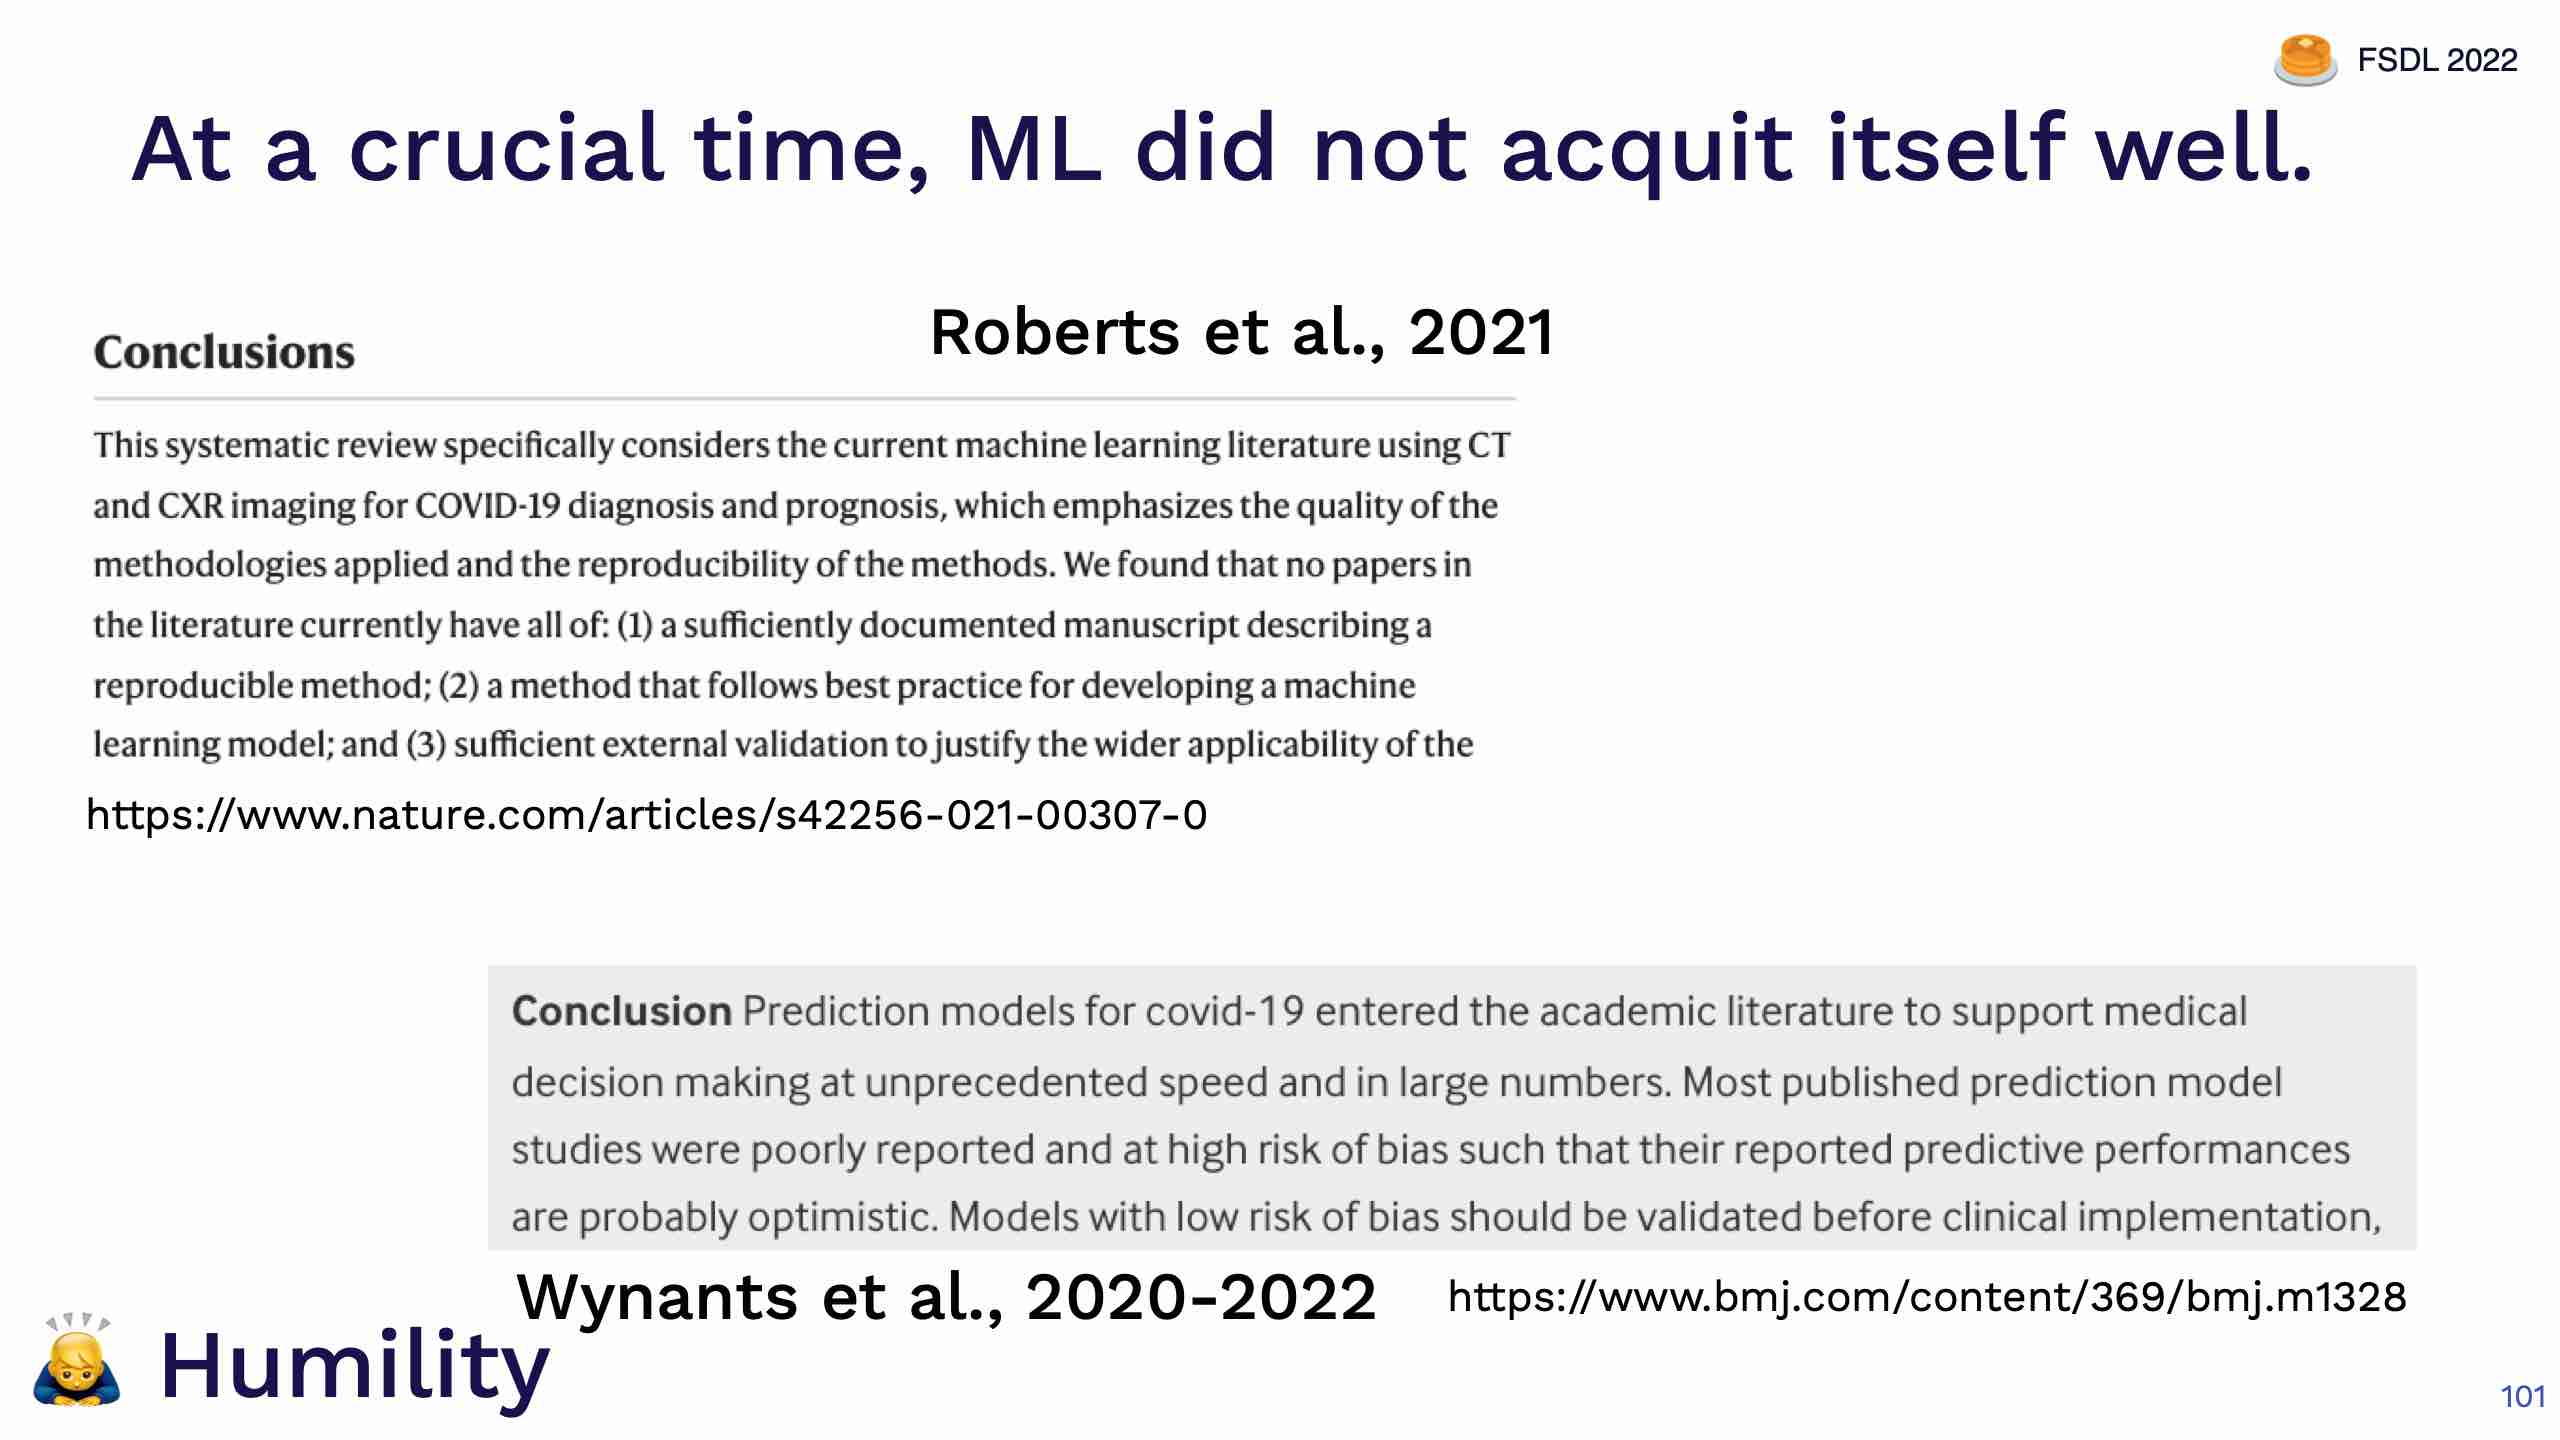 FSDL 2022
At a crucial time, ML did not acquit itself well.
Roberts et al., 2021
Conclusions
This systematic review specifically considers the current machine learning literature using CT
and CXR imaging for COVID-19 diagnosis and prognosis, which emphasizes the quality of the
methodologies applied and the reproducibility of the methods. We found that no papers in
the literature currently have all of: (1) a sufficiently documented manuscript describing a
reproducible method; (2) a method that follows best practice for developing a machine
learning model; and (3) sufficient external validation to justify the wider applicability of the
https://www.nature.com/articles/s42256-021-00307-0
Conclusion Prediction models for covid-19 entered the academic literature to support medical
decision making at unprecedented speed and in large numbers. Most published prediction model
studies were poorly reported and at high risk of bias such that their reported predictive performances
are probably optimistic. Models with low risk of bias should be validated before clinical implementation,
Wynants et al., 2020-2022
https://www.bmj.com/content/369/bmj.m1328
Humility
101